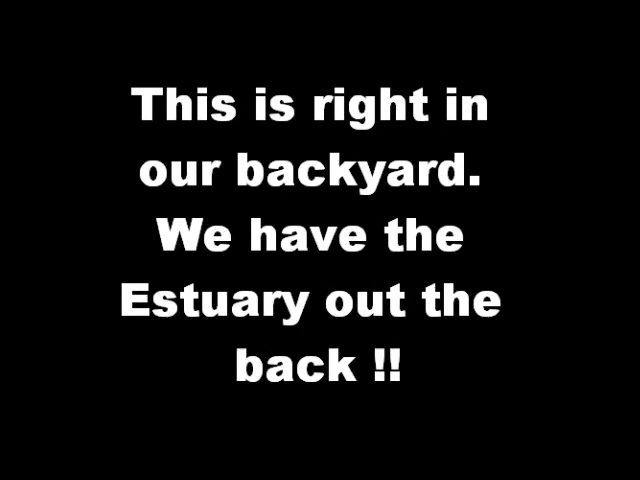 This is right in
our backyard.
We have the
Estuary out the
back !!